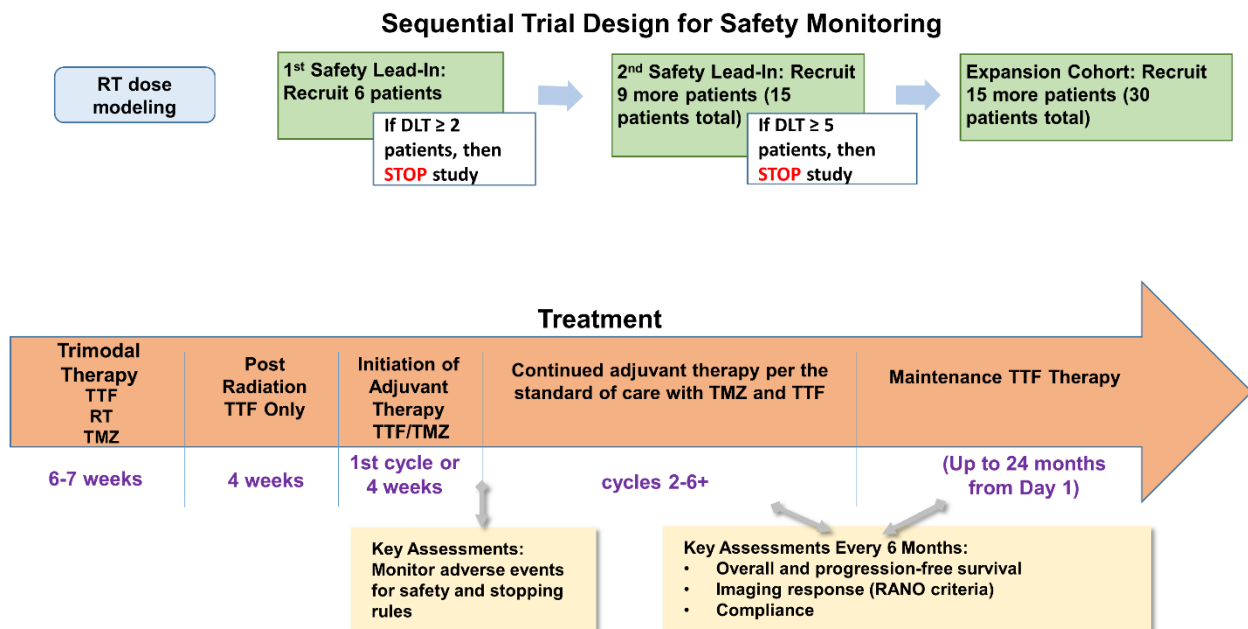 Sequential Trial Design for Safety Monitoring
RT dose
modeling
1st Safety Lead-In:
Recruit 6 patients
If DLT ≥ 2
patients, then
STOP study
2nd Safety Lead-In: Recruit
9 more patients (15
patients total)
If DLT ≥ 5
patients, then
STOP study
Expansion Cohort: Recruit
15 more patients (30
patients total)
Treatment
Trimodal
Therapy
TTF
RT
TMZ
Post
Radiation
TTF Only
Initiation of
Adjuvant
Therapy
TTF/TMZ
Continued adjuvant therapy per the
standard of care with TMZ and TTF
Maintenance TTF Therapy
6-7 weeks
4 weeks
1st cycle or
4 weeks
cycles 2-6+
(Up to 24 months
from Day 1)
Key Assessments:
Monitor adverse events
for safety and stopping
rules
Key Assessments Every 6 Months:
• Overall and progression-free survival
• Imaging response (RANO criteria)
• Compliance